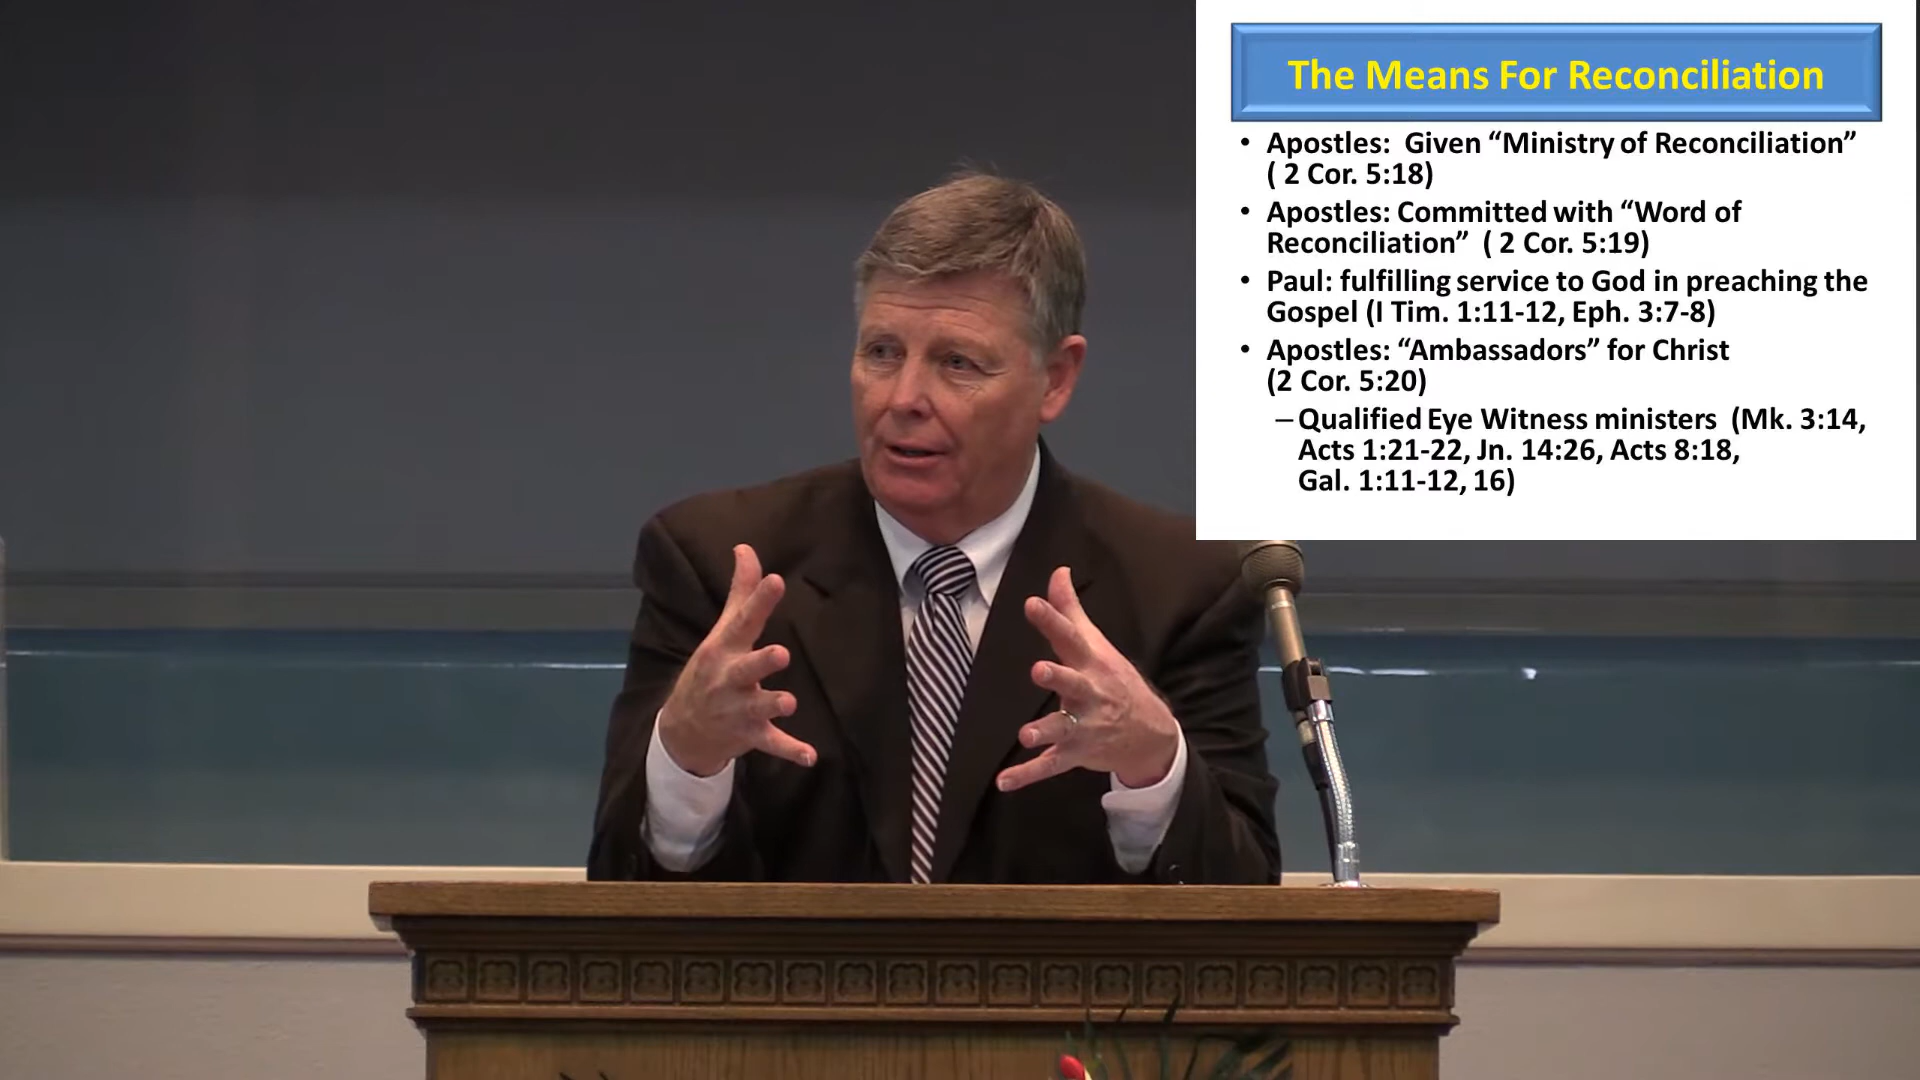 The Means For Reconciliation
• Apostles:  Given “Ministry of Reconciliation”
( 2 Cor. 5:18)
• Apostles: Committed with “Word of
Reconciliation”  ( 2 Cor. 5:19)
• Paul: fulfilling service to God in preaching the
Gospel (I Tim. 1:11-12, Eph. 3:7-8)
• Apostles: “Ambassadors” for Christ
(2 Cor. 5:20)
– Qualified Eye Witness ministers  (Mk. 3:14,
Acts 1:21-22, Jn. 14:26, Acts 8:18,
Gal. 1:11-12, 16)